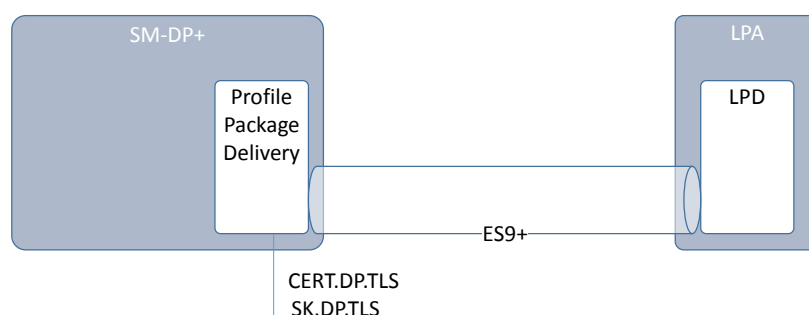 SM-DP+
LPA
Profile
Package
Delivery
LPD
ES9+
CERT.DP.TLS
SK.DP.TLS